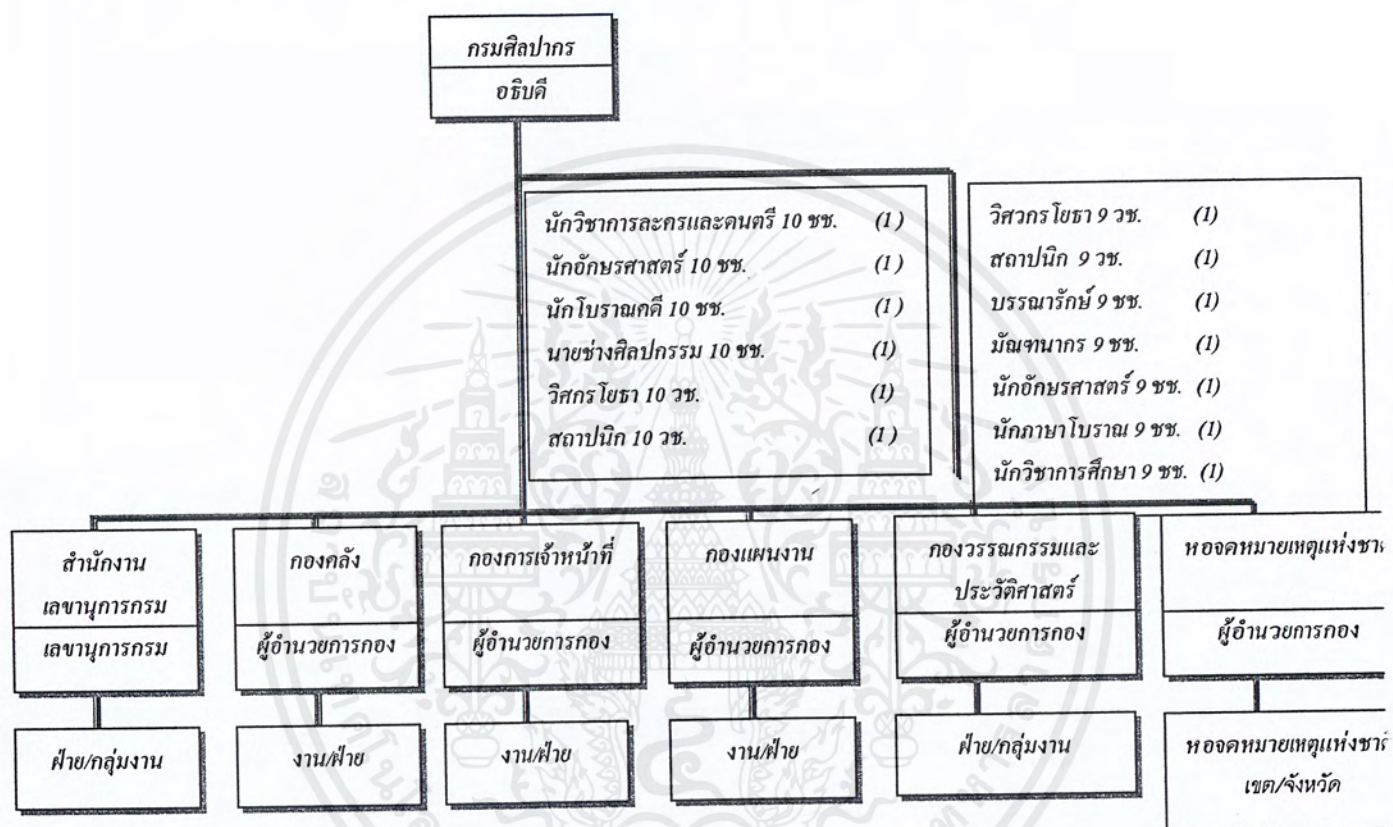 กรมศิลปากร
อธิบดี
นักวิชาการละครและดนตรี 10 ชช. (1)
นักอักษรศาสตร์ 10 ชช. (1)
นักโบราณคดี 10 ชช. (1)
นายช่างศิลปกรรม 10 ชช. (1)
วิศกรโยธา 10 วช. (1)
สถาปนิก 10 วช. (1)
วิศวกรโยธา 9 วช. (1)
สถาปนิก 9 วช. (1)
บรรณารักษ์ 9 ชช. (1)
มัณฑนากร 9 ชช. (1)
นักอักษรศาสตร์ 9 ชช. (1)
นักภาษาโบราณ 9 ชช. (1)
นักวิชาการศึกษา 9 ชช. (1)
สำนักงาน
เลขานุการกรม
เลขานุการกรม
ฝ่าย/กลุ่มงาน
กองคลัง
ผู้อำนวยการกอง
งาน/ฝ่าย
กองการเจ้าหน้าที่
ผู้อำนวยการกอง
งาน/ฝ่าย
กองแผนงาน
ผู้อำนวยการกอง
งาน/ฝ่าย
กองวรรณกรรมและ
ประวัติศาสตร์
ผู้อำนวยการกอง
ฝ่าย/กลุ่มงาน
หอจดหมายเหตุแห่งชา
ผู้อำนวยการกอง
หอจดหมายเหตุแห่งชา
เขต/จังหวัด